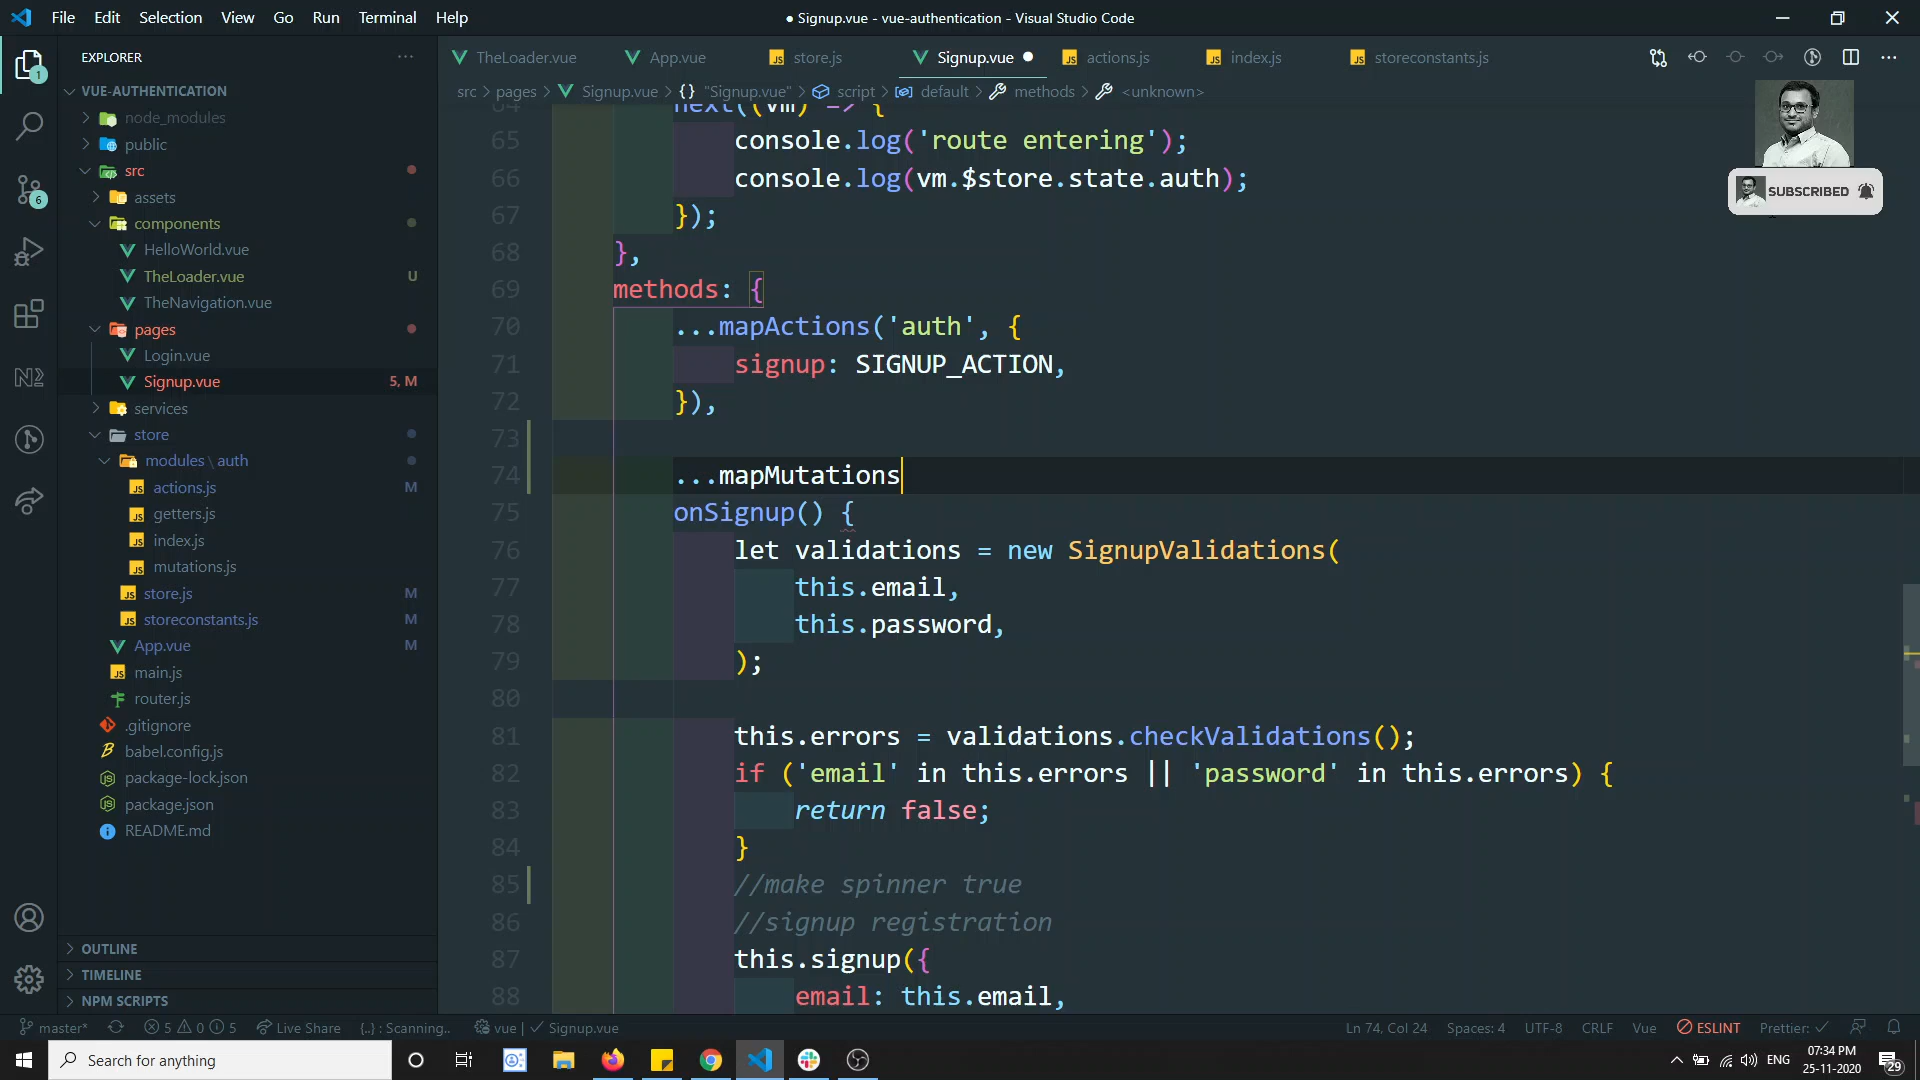 File Edit Selection View Go Run Terminal Help
● Signup.vue - vue-authentication - Visual Studio Code
EXPLORER
TheLoader.vue App.vue store.js Signup.vue actions.js index.js storeconstants.js
src > pages > Signup.vue > {} "Signup.vue" > script > default > methods > <unknown>
VUE-AUTHENTICATION
node_modules
public
src
assets
components
HelloWorld.vue
TheLoader.vue U
TheNavigation.vue
pages
Login.vue
Signup.vue 5, M
services
store
modules \ auth
actions.js M
getters.js
index.js
mutations.js
store.js M
storeconstants.js M
App.vue M
main.js
router.js
.gitignore
babel.config.js
package-lock.json
package.json
README.md
OUTLINE
TIMELINE
NPM SCRIPTS
1
6
64 next((vm) => {
65 console.log('route entering');
66 console.log(vm.$store.state.auth);
67 });
68 },
69 methods: {
70 ...mapActions('auth', {
71 signup: SIGNUP_ACTION,
72 }),
73
74 ...mapMutations
75 onSignup() {
76 let validations = new SignupValidations(
77 this.email,
78 this.password,
79 );
80
81 this.errors = validations.checkValidations();
82 if ('email' in this.errors || 'password' in this.errors) {
83 return false;
84 }
85 //make spinner true
86 //signup registration
87 this.signup({
88 email: this.email,
SUBSCRIBED
master* 5 0 5 Live Share {..} : Scanning.. vue | ✓ Signup.vue Ln 74, Col 24 Spaces: 4 UTF-8 CRLF Vue ESLINT Prettier: ✓
Search for anything
ENG
07:34 PM
25-11-2020
29